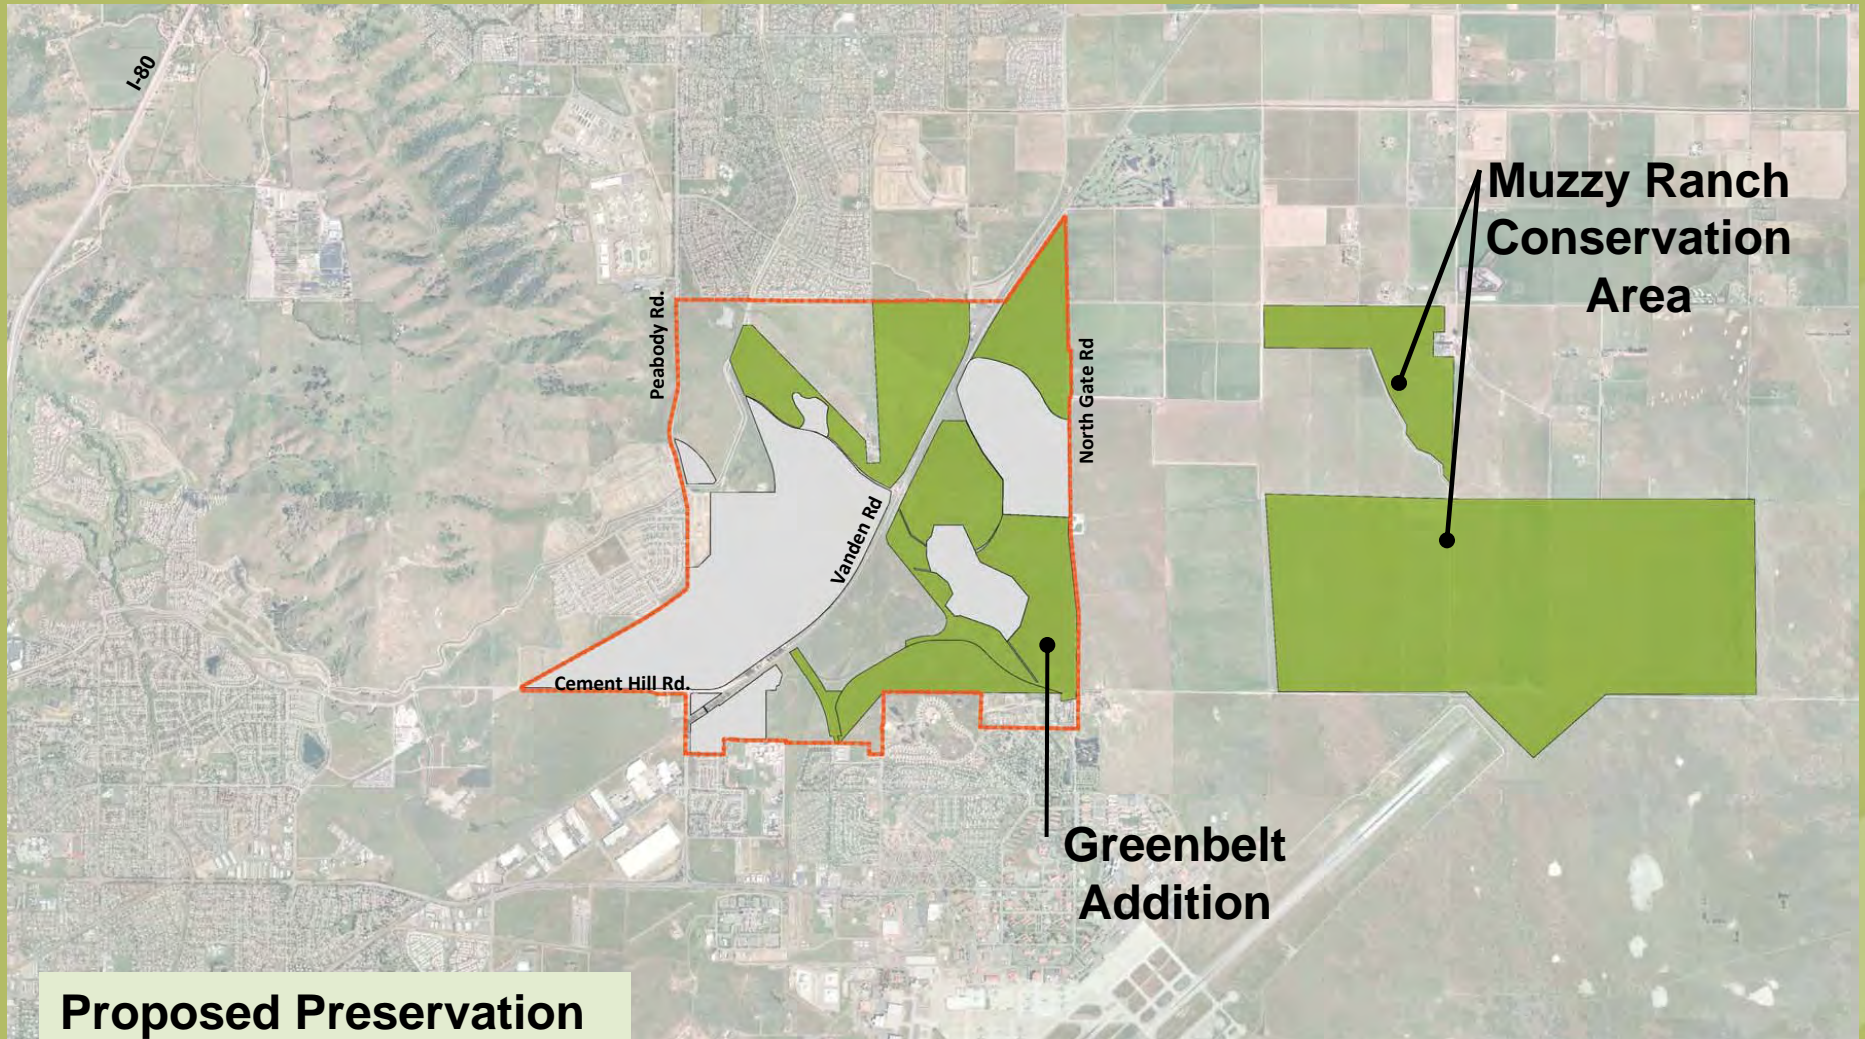 I-80
Muzzy Ranch
Conservation
Area
Peabody Rd.
North Gate Rd
Vanden Rd
Cement Hill Rd.
Greenbelt
Addition
Proposed Preservation